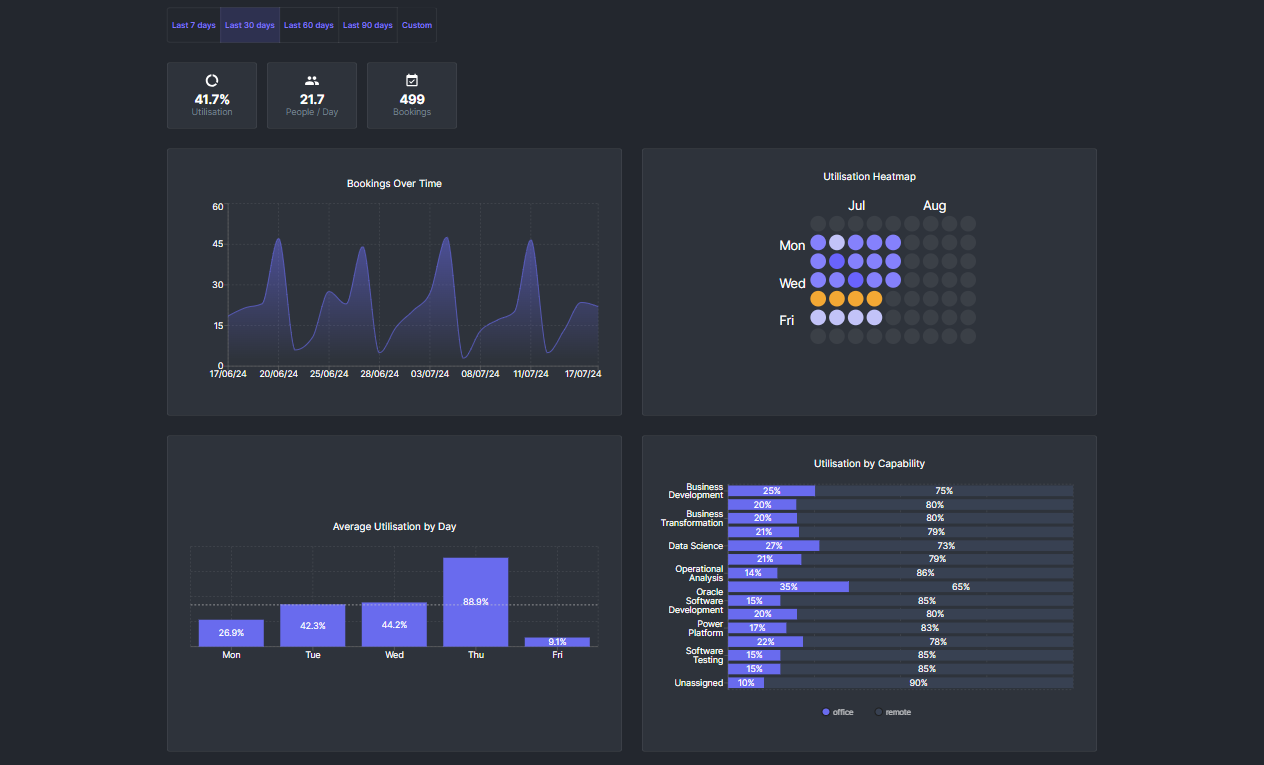 Last 7 days Last 30 days Last 60 days Last 90 days Custom
41.7% 21.7 499
Utilisation People / Day Bookings
Bookings Over Time
60
45
30
15
0
17/06/24 20/06/24 25/06/24 28/06/24 03/07/24 08/07/24 11/07/24 17/07/24
Utilisation Heatmap
Jul Aug
Mon
Wed
Fri
Average Utilisation by Day
26.9% 42.3% 44.2% 88.9% 9.1%
Mon Tue Wed Thu Fri
Utilisation by Capability
Business
Development
25% 75%
20% 80%
Business
Transformation
20% 80%
21% 79%
Data Science 27% 73%
21% 79%
Operational
Analysis
14% 86%
35% 65%
Oracle
Software
Development
15% 85%
20% 80%
Power
Platform
17% 83%
22% 78%
Software
Testing
15% 85%
15% 85%
Unassigned 10% 90%
office remote